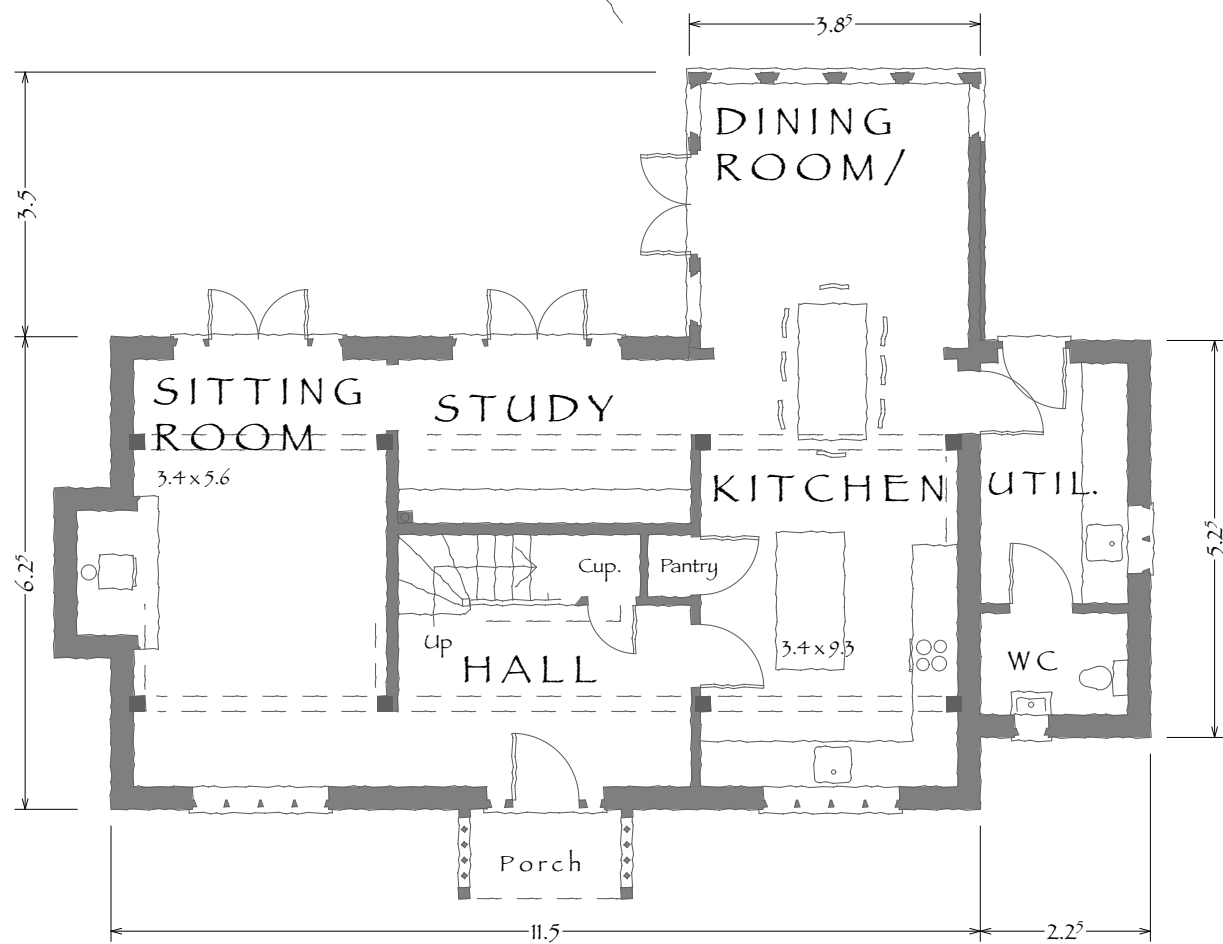 3.8⁵
DINING
ROOM/
3.5
SITTING
ROOM
3.4 x 5.6
STUDY
KITCHEN
UTIL.
6.2⁵
5.2⁵
Cup.
Pantry
Up
HALL
3.4 x 9.3
WC
Porch
11.5
2.2⁵